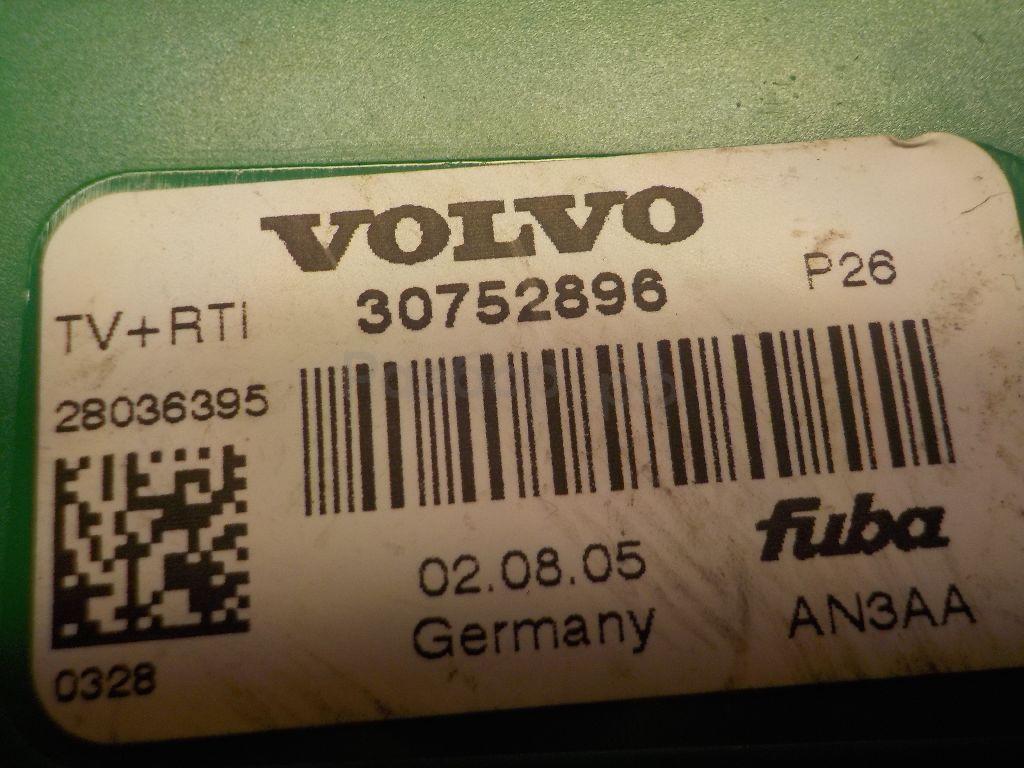 VOLVO
30752896
P26
TV+RTI
28036395
fuba
02.08.05
AN3AA
Germany
0328